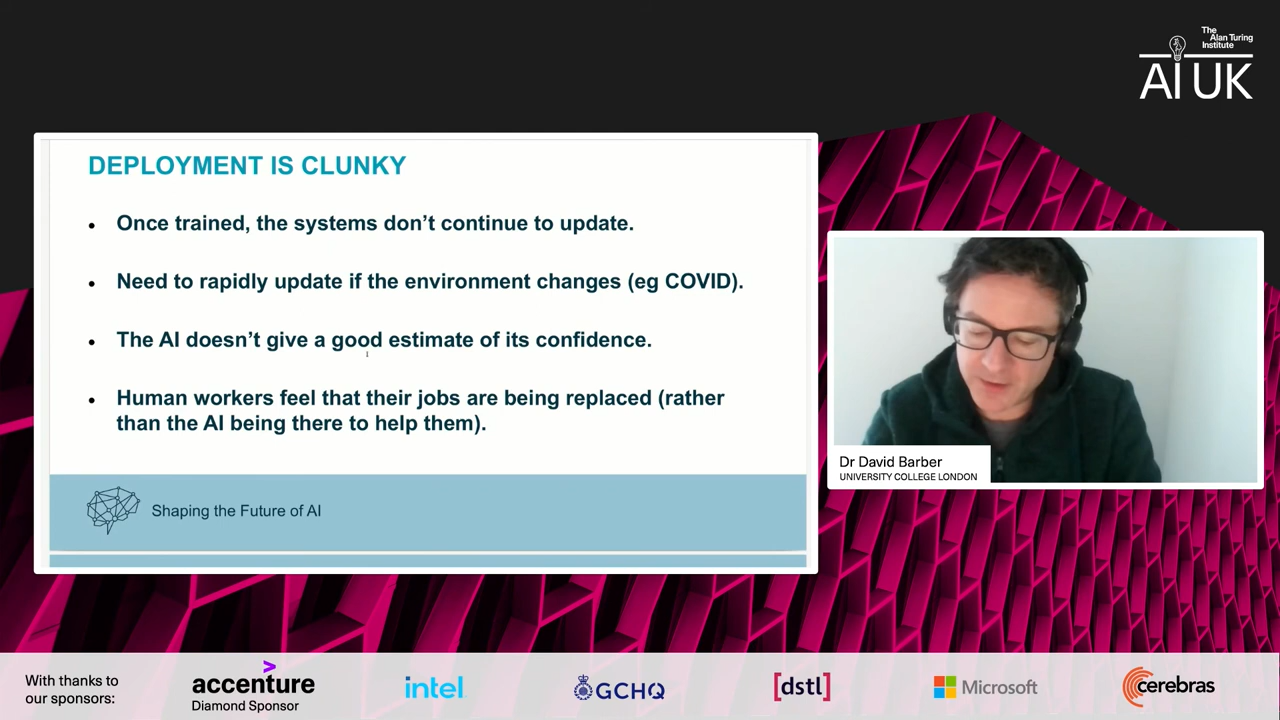 The
Alan Turing
Institute
AI UK
DEPLOYMENT IS CLUNKY
• Once trained, the systems don’t continue to update.
• Need to rapidly update if the environment changes (eg COVID).
• The AI doesn’t give a good estimate of its confidence.
• Human workers feel that their jobs are being replaced (rather
than the AI being there to help them).
Shaping the Future of AI
Dr David Barber
UNIVERSITY COLLEGE LONDON
With thanks to
our sponsors:
accenture
Diamond Sponsor
intel
GCHQ
[dstl]
Microsoft
cerebras